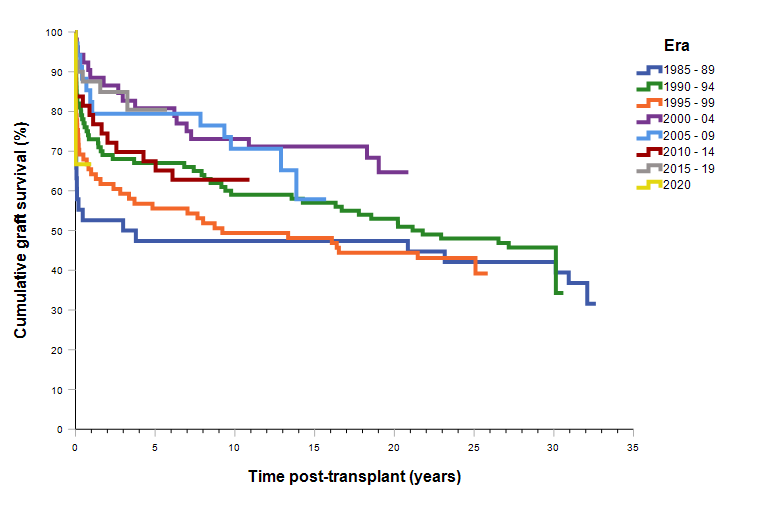 Era
1985 - 89
1990 - 94
1995 - 99
2000 - 04
2005 - 09
2010 - 14
2015 - 19
2020
Cumulative graft survival (%)
100
90
80
70
60
50
40
30
20
10
0
0 5 10 15 20 25 30 35
Time post-transplant (years)